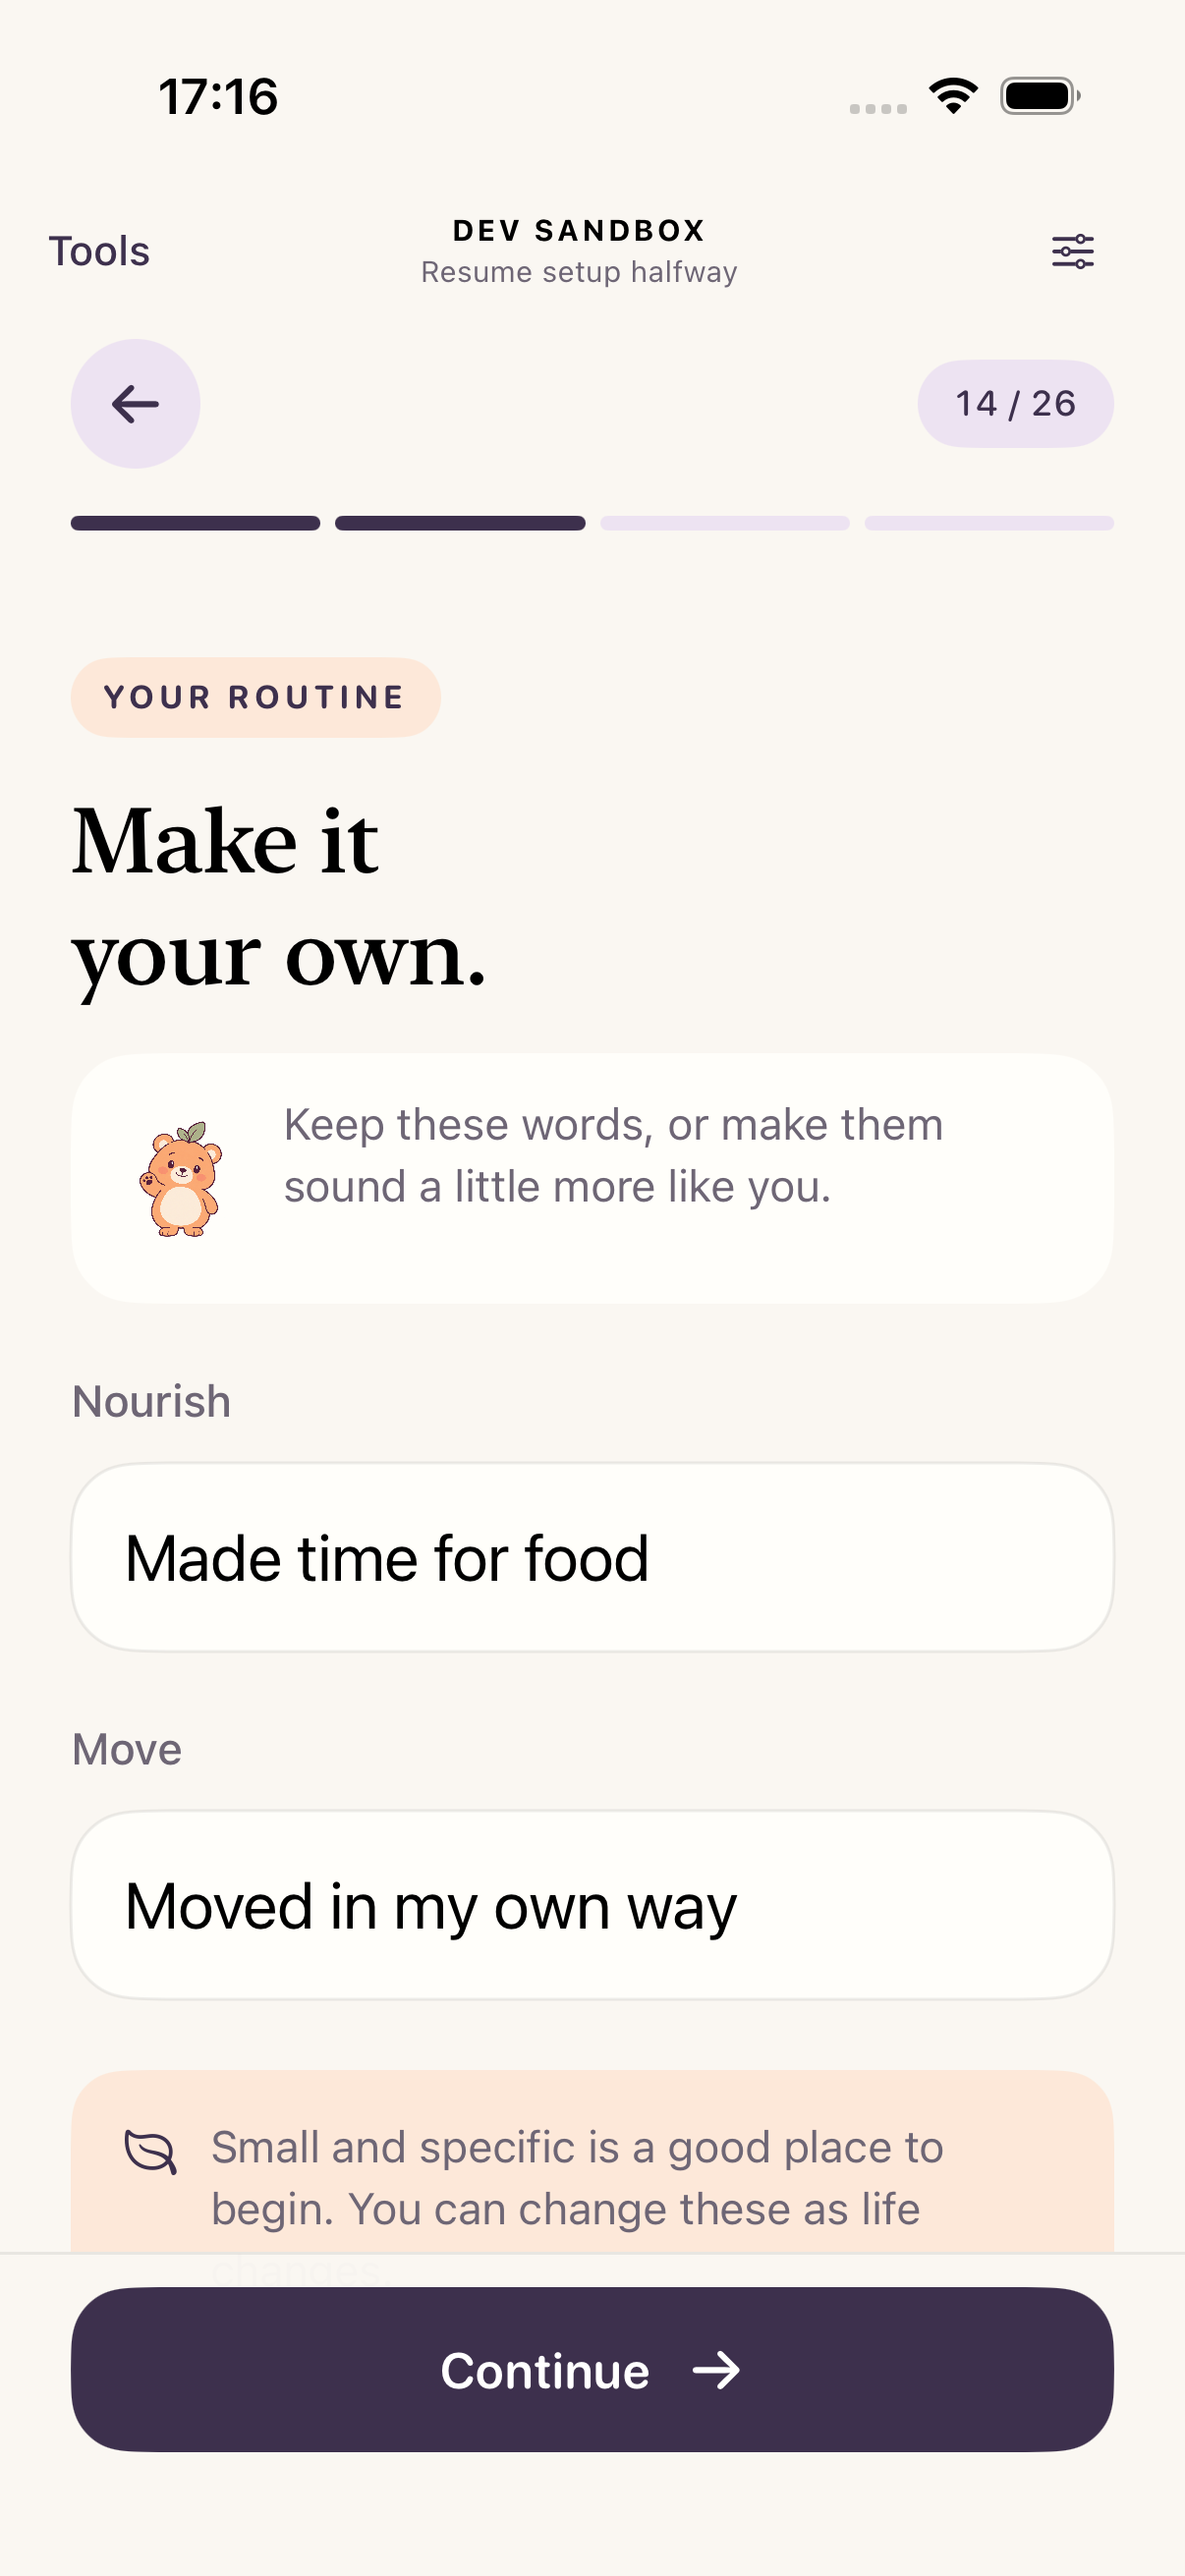 17:16
Tools
DEV SANDBOX
Resume setup halfway
14 / 26
YOUR ROUTINE
Make it
your own.
Keep these words, or make them
sound a little more like you.
Nourish
Made time for food
Move
Moved in my own way
Small and specific is a good place to
begin. You can change these as life
changes.
Continue